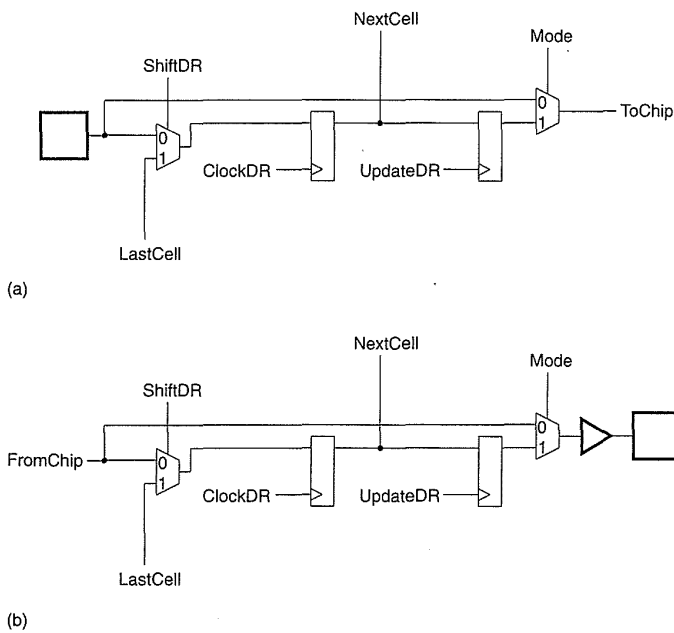 NextCell
Mode
ShiftDR
0
0
1
ToChip
1
ClockDR
UpdateDR
LastCell
(a)
NextCell
Mode
ShiftDR
0
1
FromChip
0
1
ClockDR
UpdateDR
LastCell
(b)